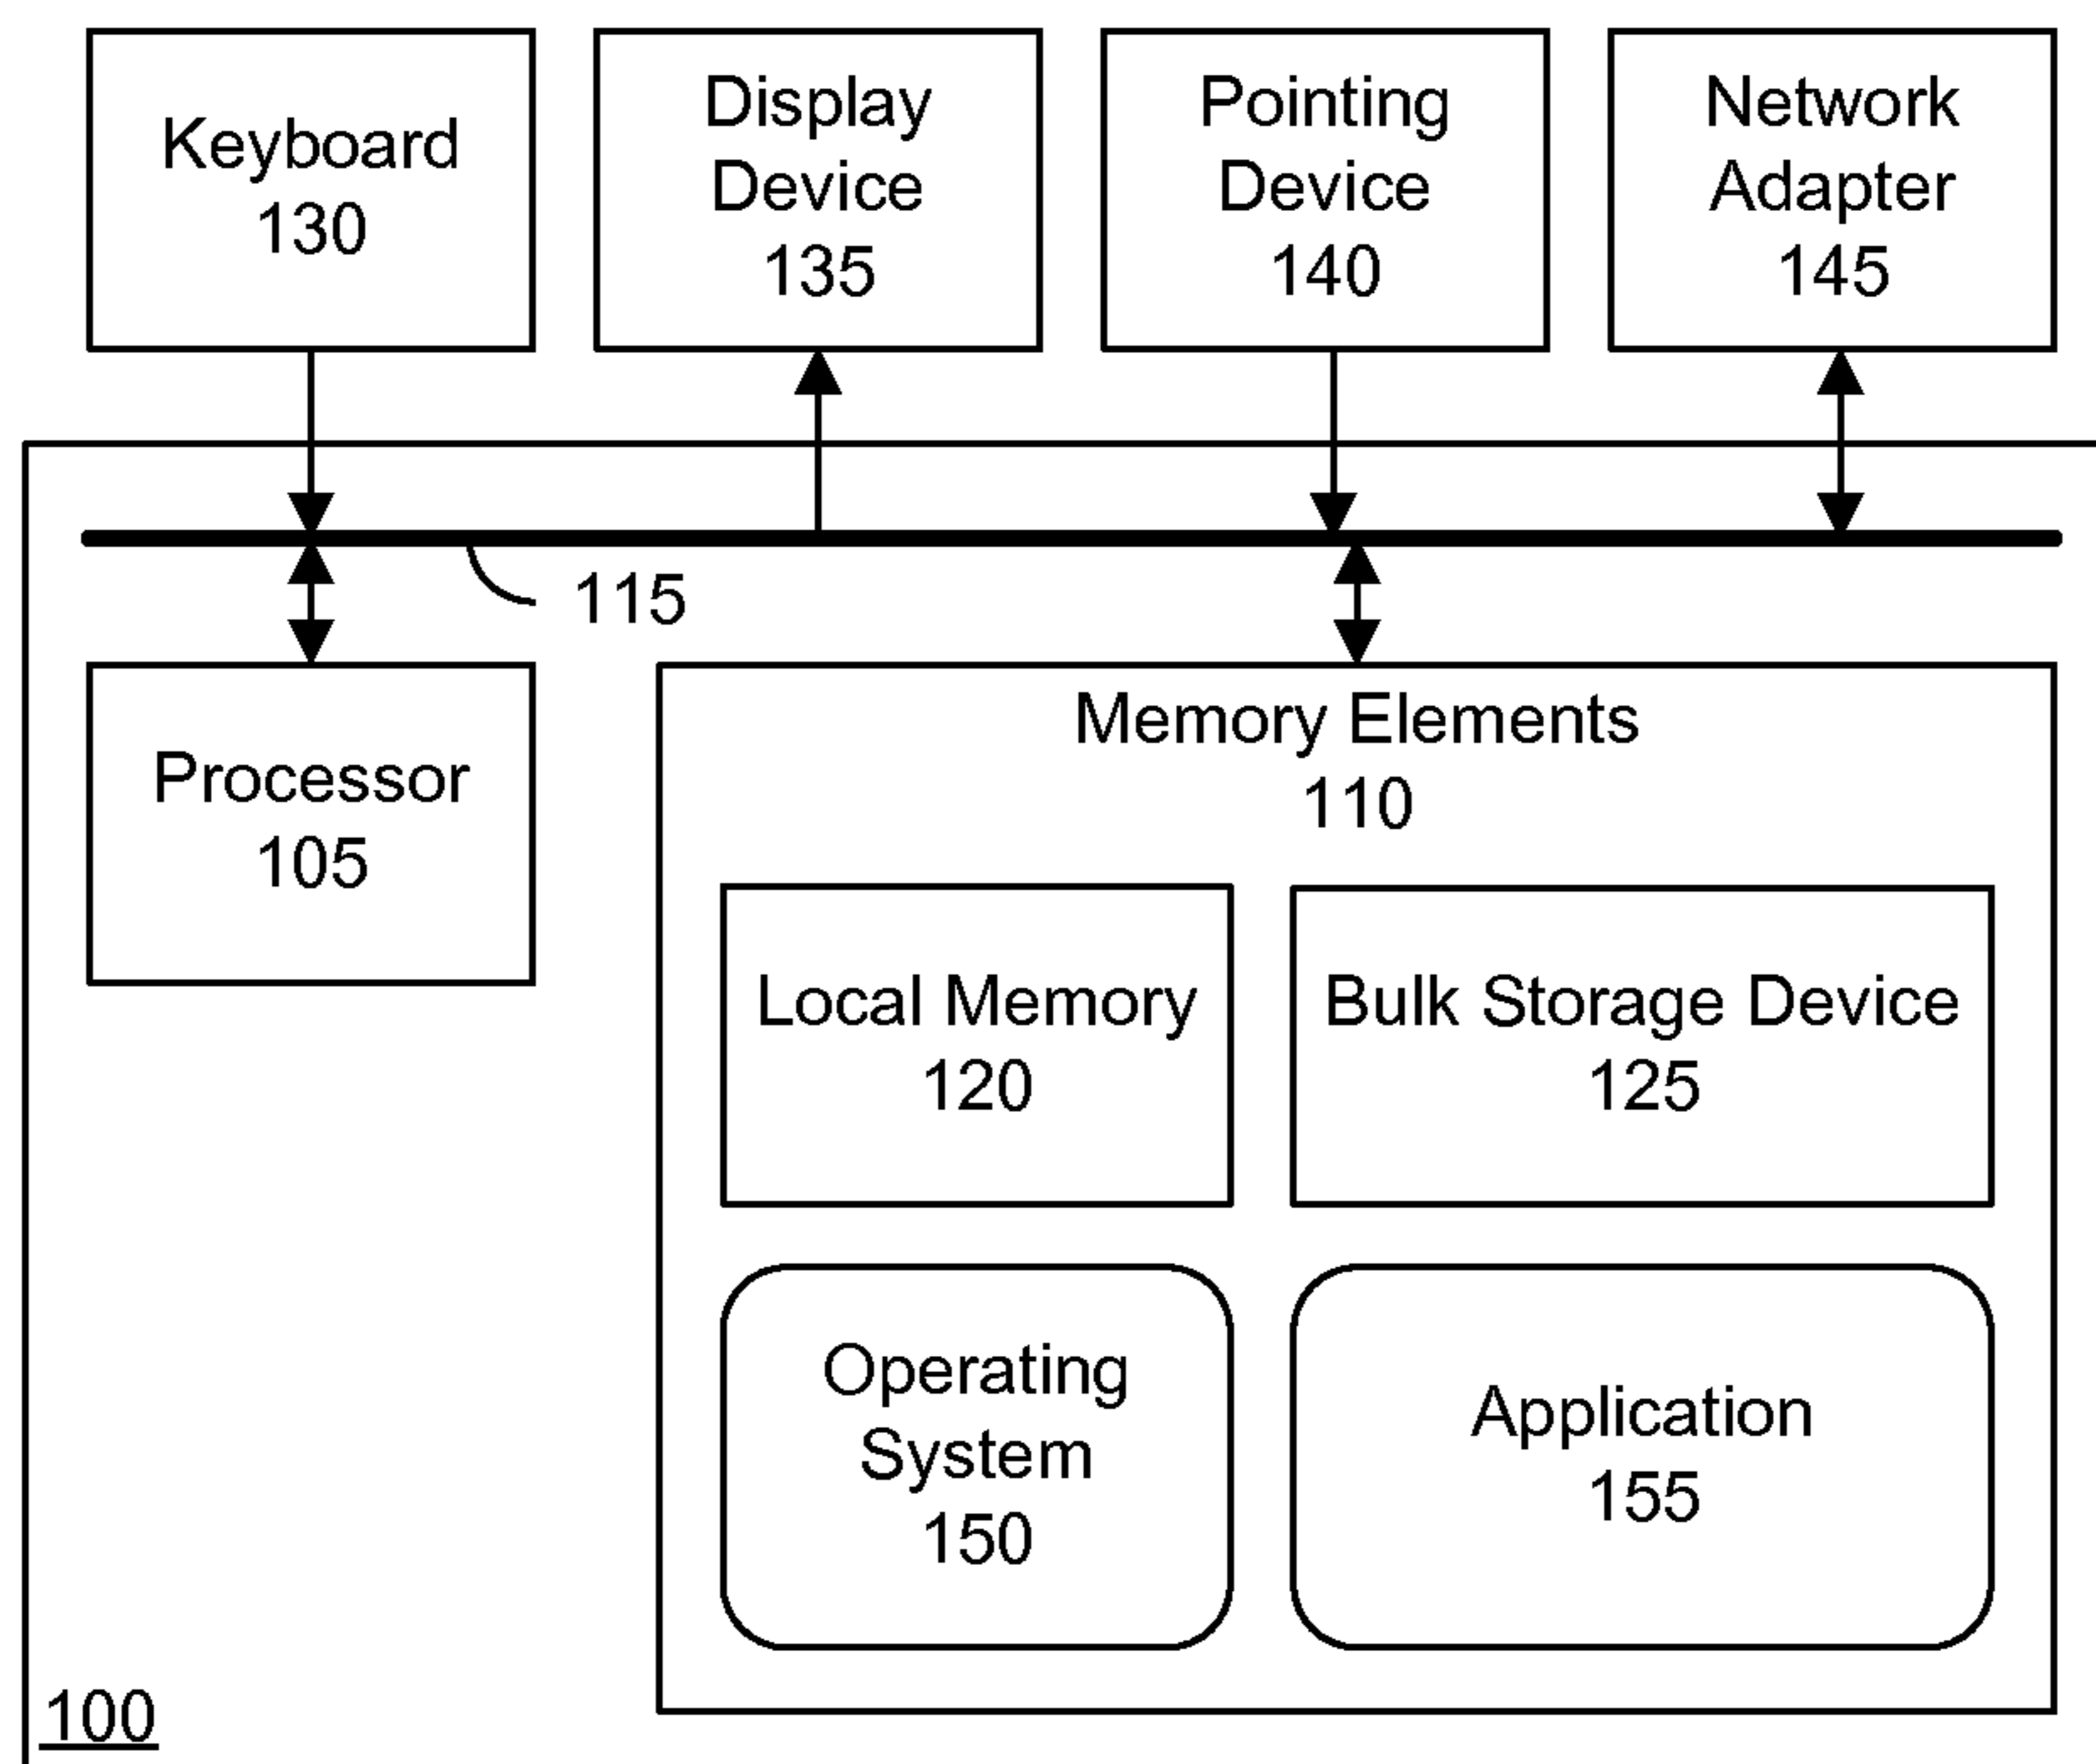 Keyboard
130
Display
Device
135
Pointing
Device
140
Network
Adapter
145
115
Processor
105
Memory Elements
110
Local Memory
120
Bulk Storage Device
125
Operating
System
150
Application
155
100